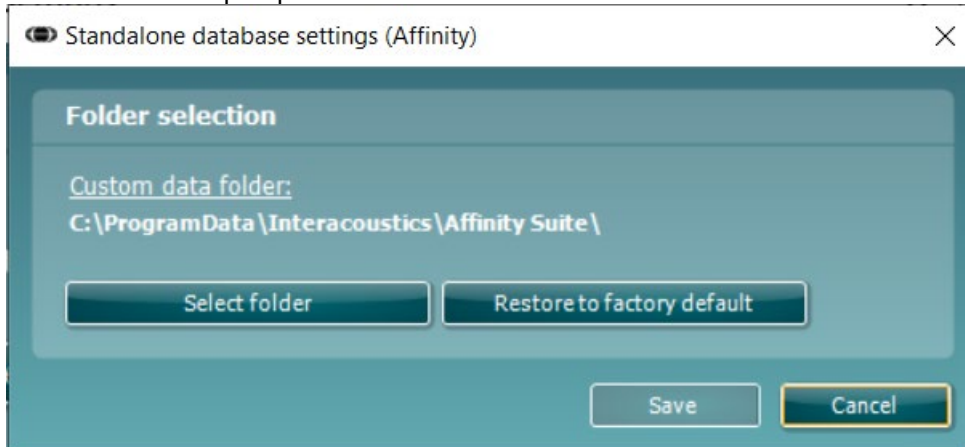 Standalone database settings (Affinity)
Folder selection
Custom data folder:
C:\ProgramData\Interacoustics\Affinity Suite\
Select folder
Restore to factory default
Save
Cancel